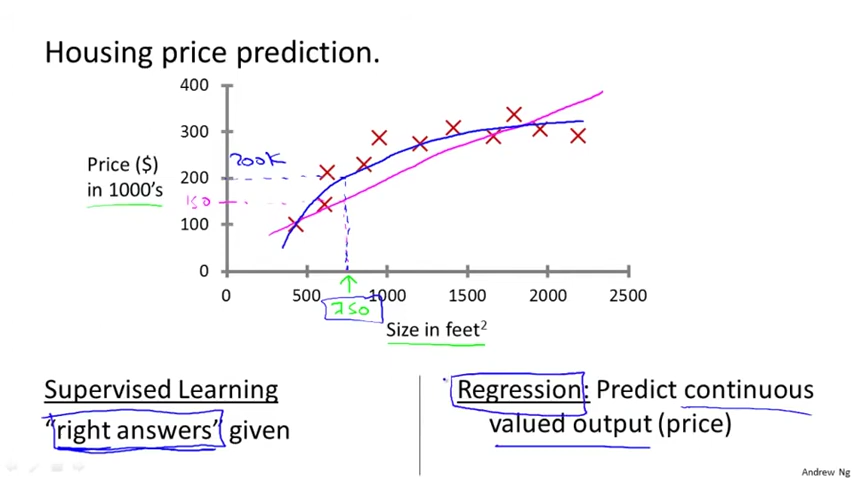 Housing price prediction.
400
300
Price ($)
in 1000's
200K
200
150
100
0
0 500 1000 1500 2000 2500
750
Size in feet²
Supervised Learning
"right answers" given
Regression: Predict continuous
valued output (price)
Andrew Ng